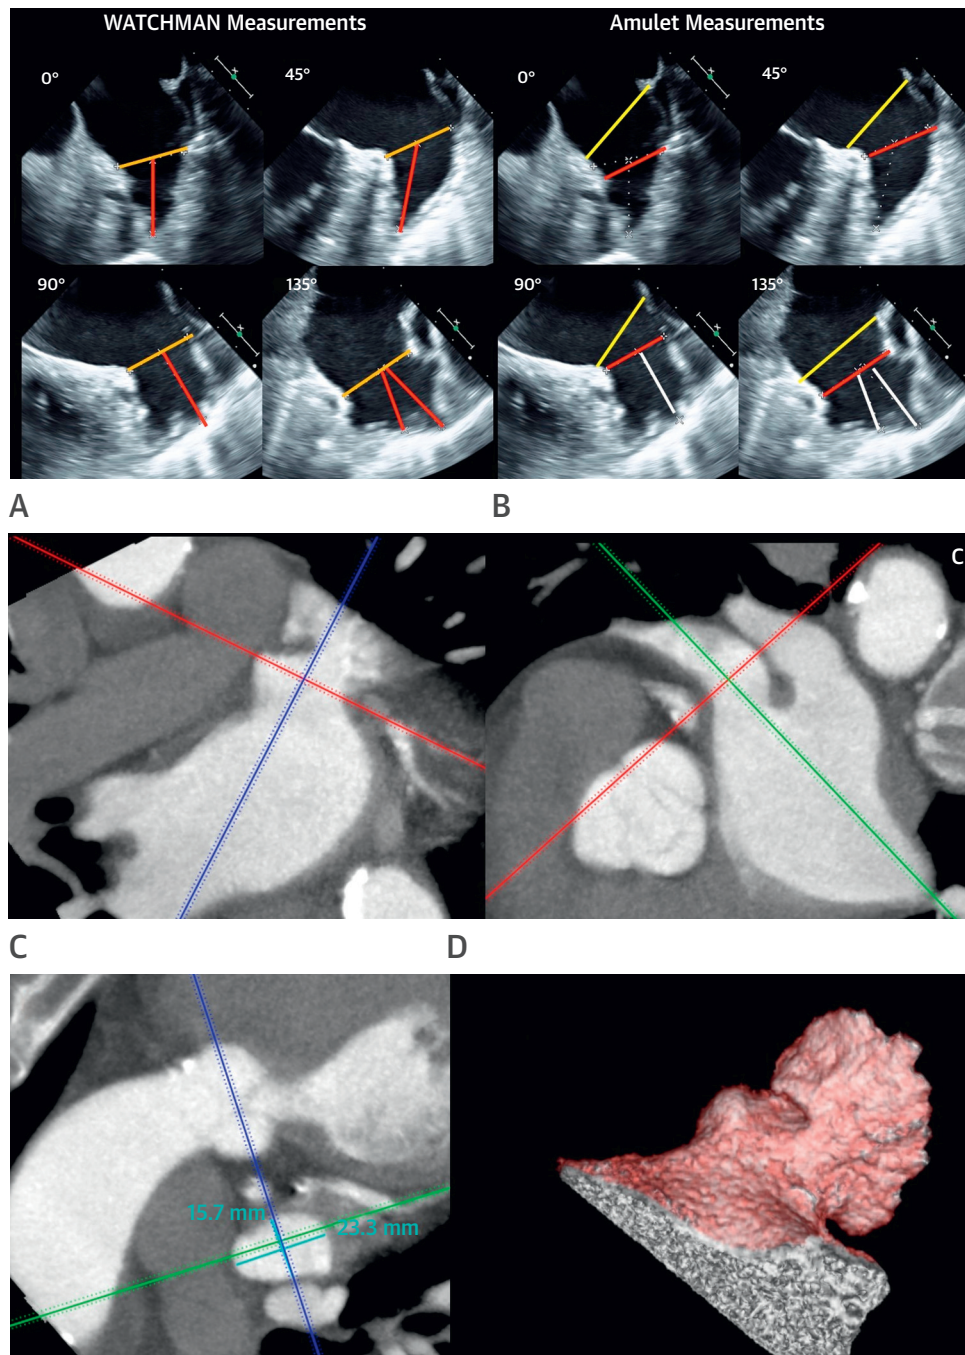 WATCHMAN Measurements
Amulet Measurements
0°
45°
0°
45°
90°
135°
90°
135°
A
B
C
C
D
15.7 mm
23.3 mm